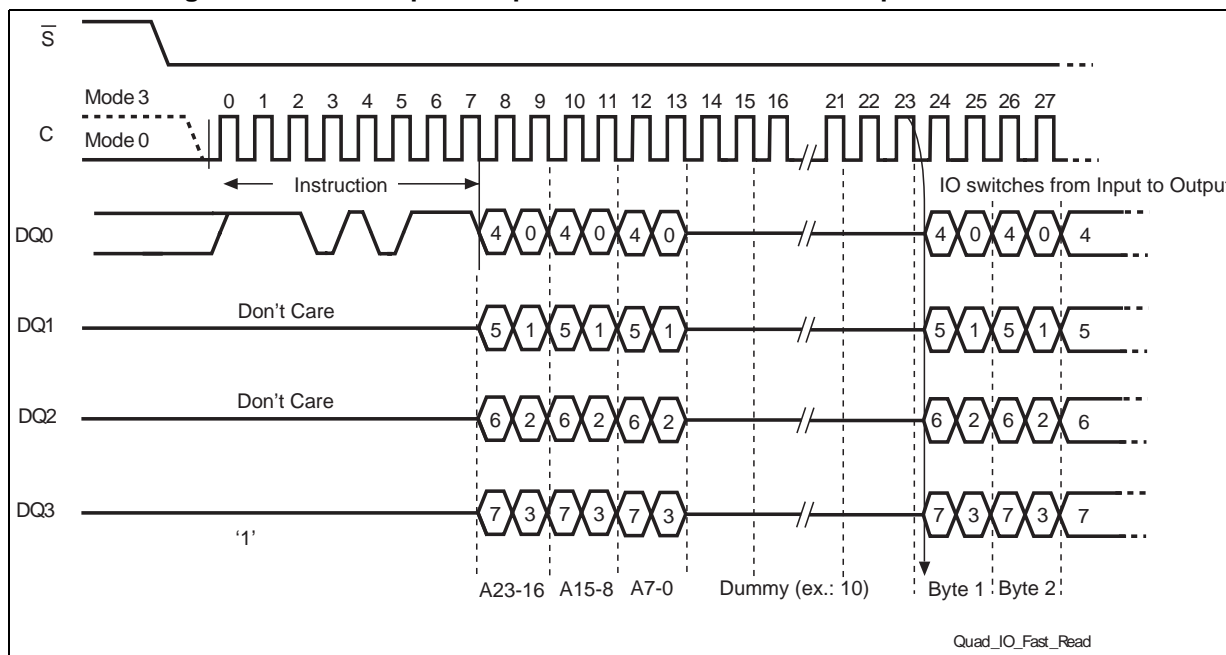 S
Mode 3
C
Mode 0
0 1 2 3 4 5 6 7 8 9 10 11 12 13 14 15 16 21 22 23 24 25 26 27
Instruction
IO switches from Input to Output
DQ0
4 0 4 0 4 0 4 0 4 0 4
Don't Care
DQ1
5 1 5 1 5 1 5 1 5 1 5
Don't Care
DQ2
6 2 6 2 6 2 6 2 6 2 6
DQ3
7 3 7 3 7 3 7 3 7 3 7
‘1’
A23-16 A15-8 A7-0 Dummy (ex.: 10) Byte 1 Byte 2
Quad_IO_Fast_Read